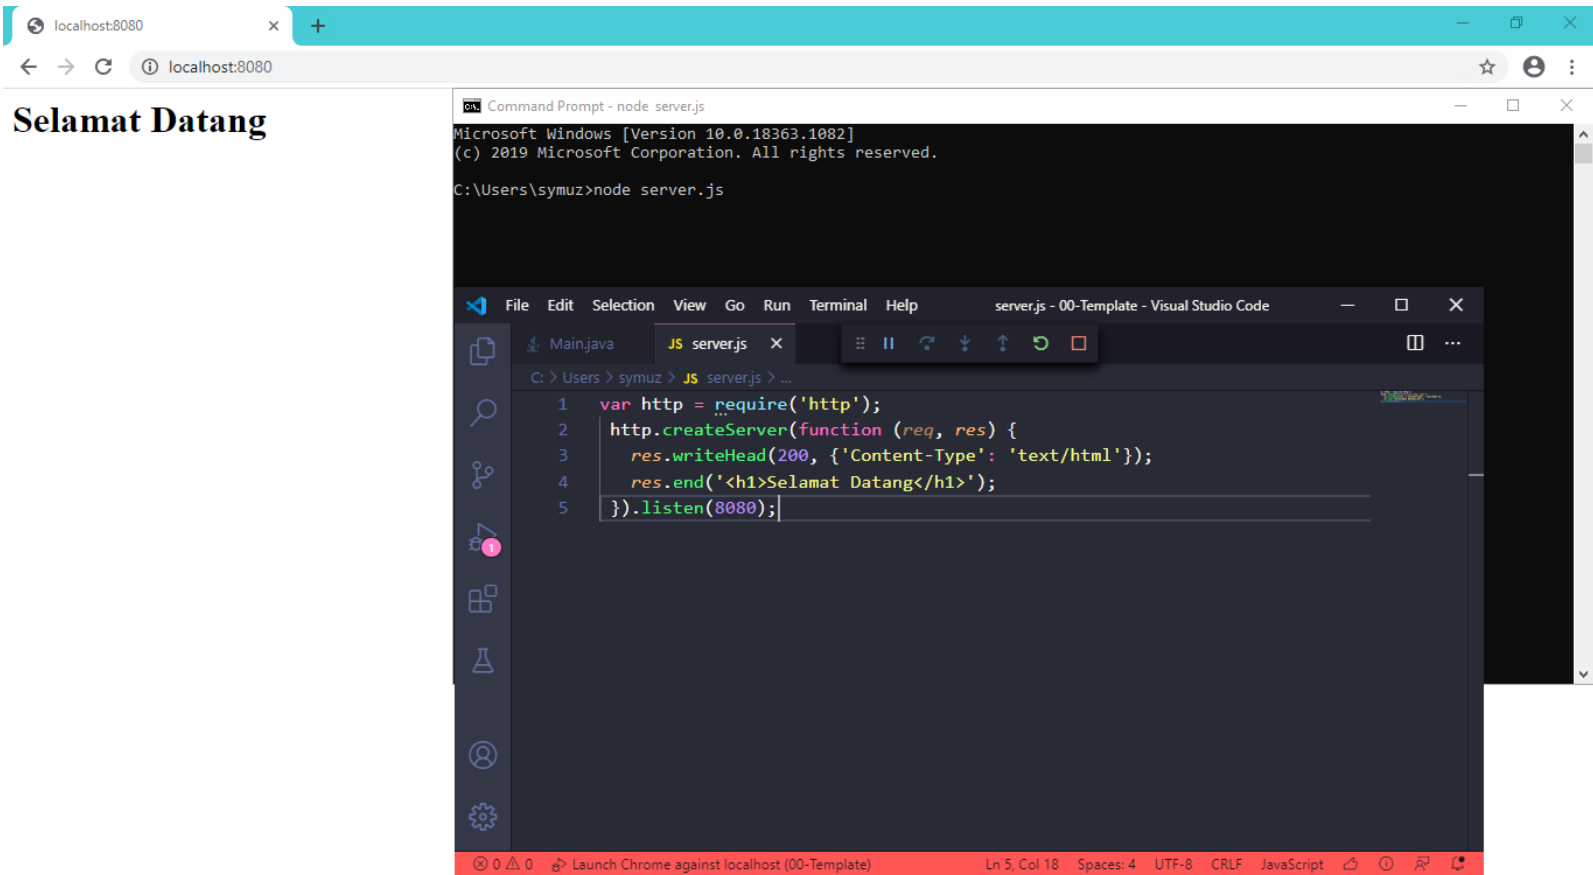 localhost:8080
localhost:8080
Selamat Datang
Command Prompt - node server.js
Microsoft Windows [Version 10.0.18363.1082]
(c) 2019 Microsoft Corporation. All rights reserved.
C:\Users\symuz>node server.js
File Edit Selection View Go Run Terminal Help server.js - 00-Template - Visual Studio Code
Main.java JS server.js
C: > Users > symuz > JS server.js > ...
1 var http = require('http');
2 http.createServer(function (req, res) {
3 res.writeHead(200, {'Content-Type': 'text/html'});
4 res.end('<h1>Selamat Datang</h1>');
5 }).listen(8080);
1
0 0 Launch Chrome against localhost (00-Template) Ln 5, Col 18 Spaces: 4 UTF-8 CRLF JavaScript